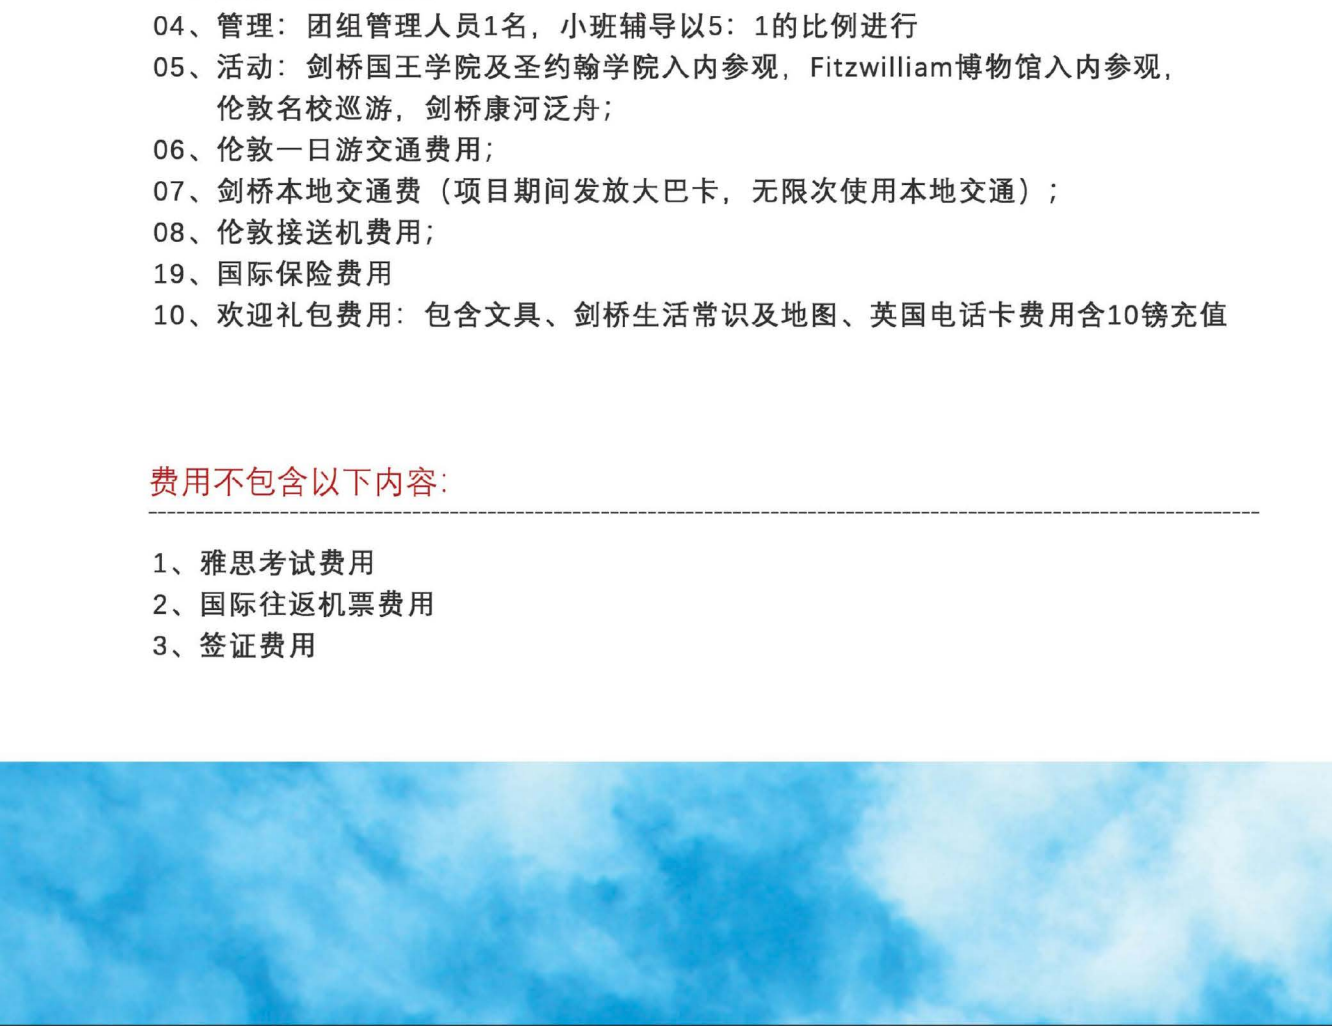 04、管理：团组管理人员1名，小班辅导以5：1的比例进行
05、活动：剑桥国王学院及圣约翰学院入内参观，Fitzwilliam博物馆入内参观，
伦敦名校巡游，剑桥康河泛舟；
06、伦敦一日游交通费用；
07、剑桥本地交通费（项目期间发放大巴卡，无限次使用本地交通）；
08、伦敦接送机费用；
19、国际保险费用
10、欢迎礼包费用：包含文具、剑桥生活常识及地图、英国电话卡费用含10镑充值
费用不包含以下内容：
1、雅思考试费用
2、国际往返机票费用
3、签证费用